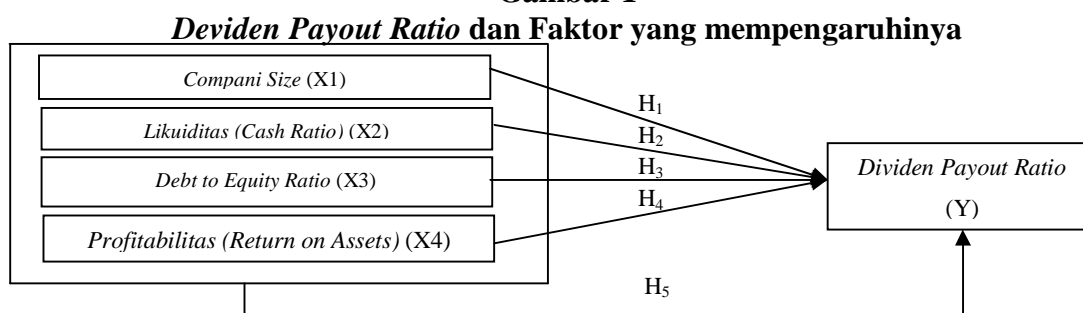 Deviden Payout Ratio dan Faktor yang mempengaruhinya
Compani Size (X1)
Likuiditas (Cash Ratio) (X2)
Debt to Equity Ratio (X3)
Profitabilitas (Return on Assets) (X4)
H₁
H₂
H₃
H₄
H₅
Dividen Payout Ratio
(Y)